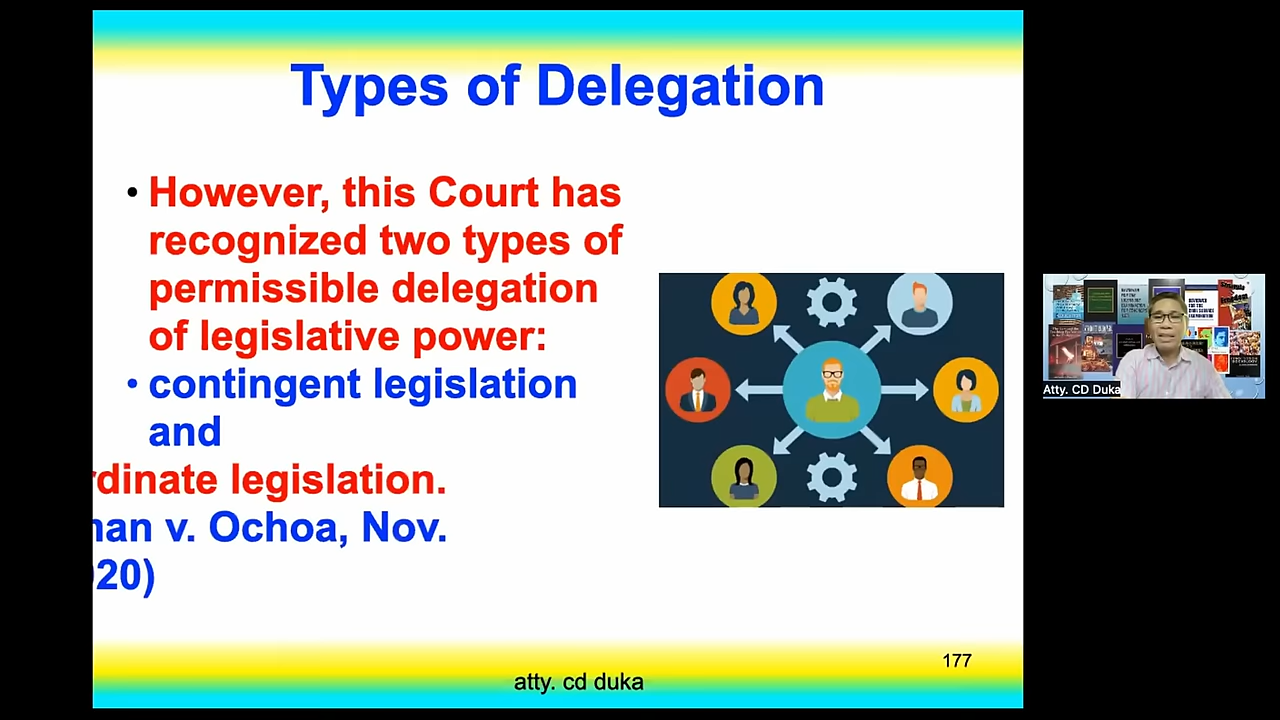 Types of Delegation
• However, this Court has
recognized two types of
permissible delegation
of legislative power:
• contingent legislation
and
rdinate legislation.
nan v. Ochoa, Nov.
20)
177
atty. cd duka
Atty. CD Duka